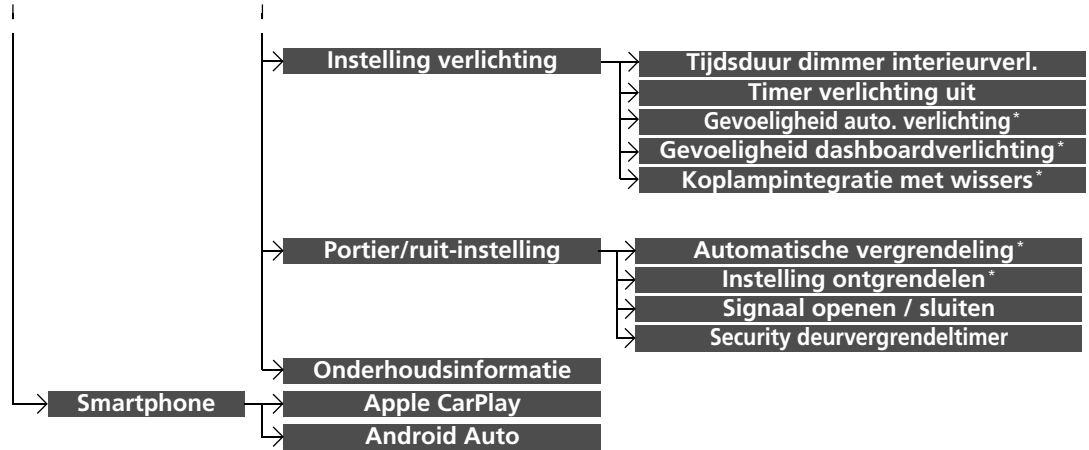 Instelling verlichting
Tijdsduur dimmer interieurverl.
Timer verlichting uit
Gevoeligheid auto. verlichting*
Gevoeligheid dashboardverlichting*
Koplampintegratie met wissers*
Portier/ruit-instelling
Automatische vergrendeling*
Instelling ontgrendelen*
Signaal openen / sluiten
Security deurvergrendeltimer
Onderhoudsinformatie
Smartphone
Apple CarPlay
Android Auto